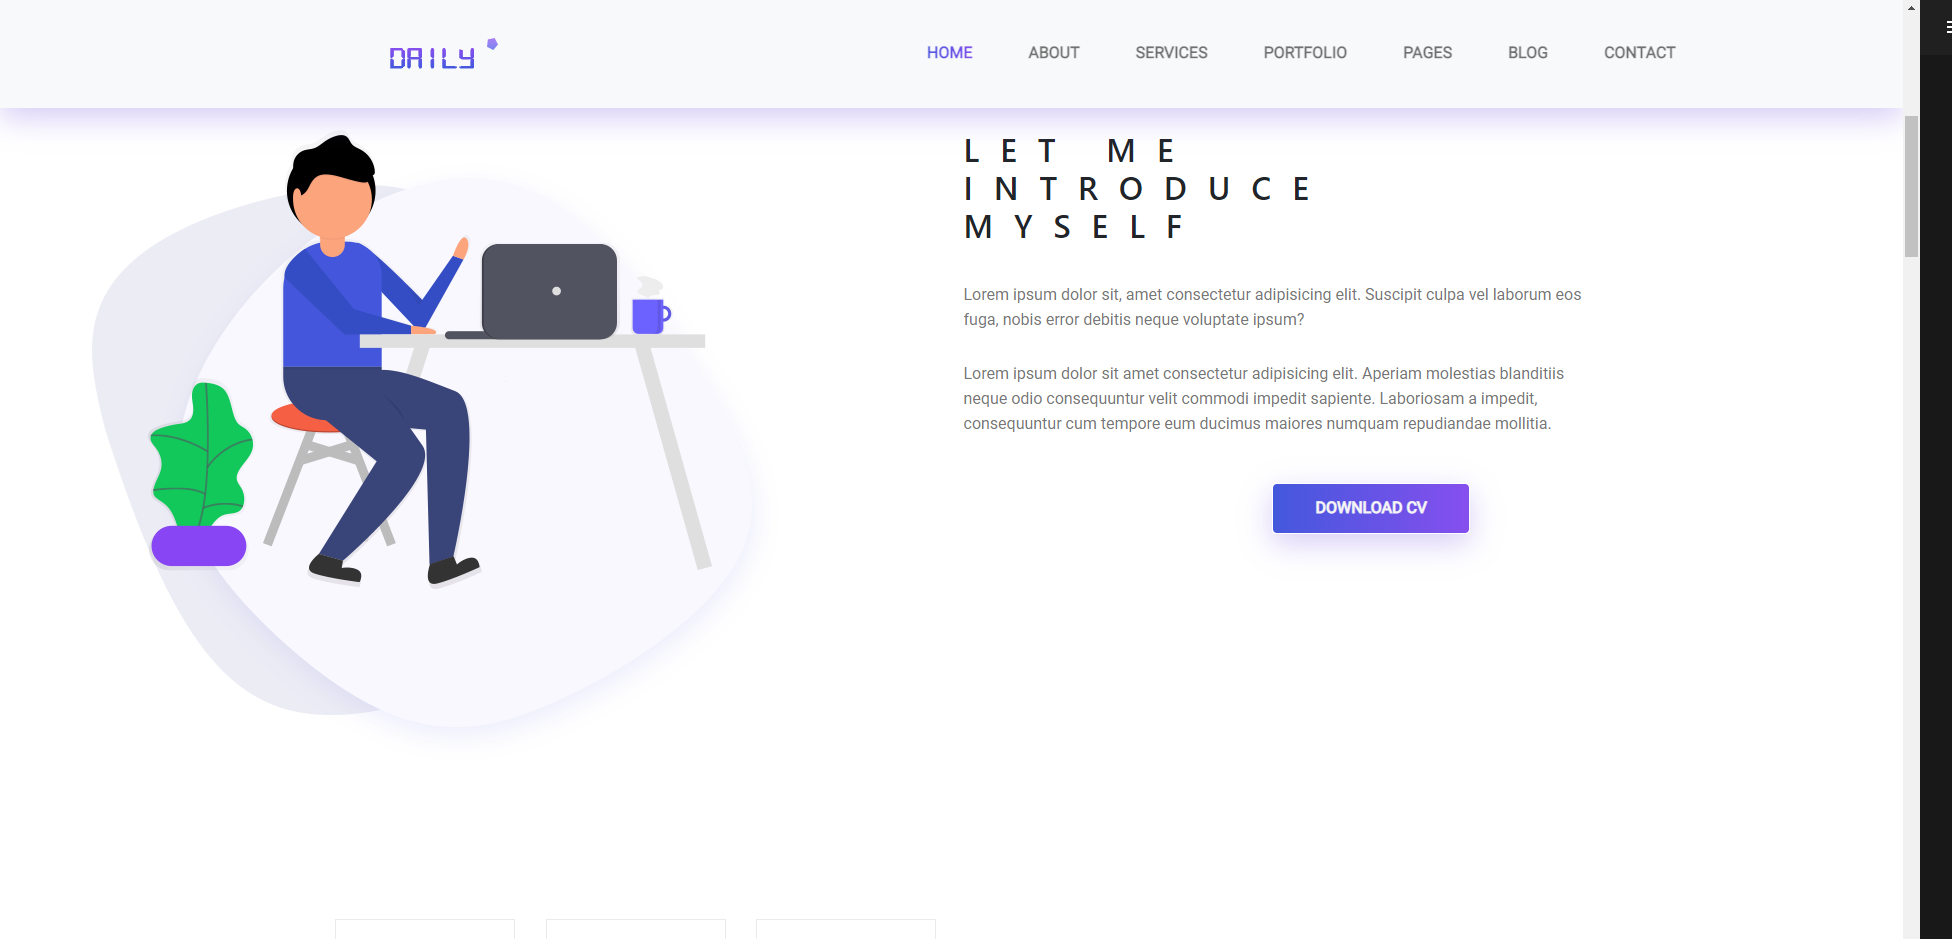 DAILY
HOME ABOUT SERVICES PORTFOLIO PAGES BLOG CONTACT
LET ME
INTRODUCE
MYSELF
Lorem ipsum dolor sit, amet consectetur adipisicing elit. Suscipit culpa vel laborum eos
fuga, nobis error debitis neque voluptate ipsum?
Lorem ipsum dolor sit amet consectetur adipisicing elit. Aperiam molestias blanditiis
neque odio consequuntur velit commodi impedit sapiente. Laboriosam a impedit,
consequuntur cum tempore eum ducimus maiores numquam repudiandae mollitia.
DOWNLOAD CV